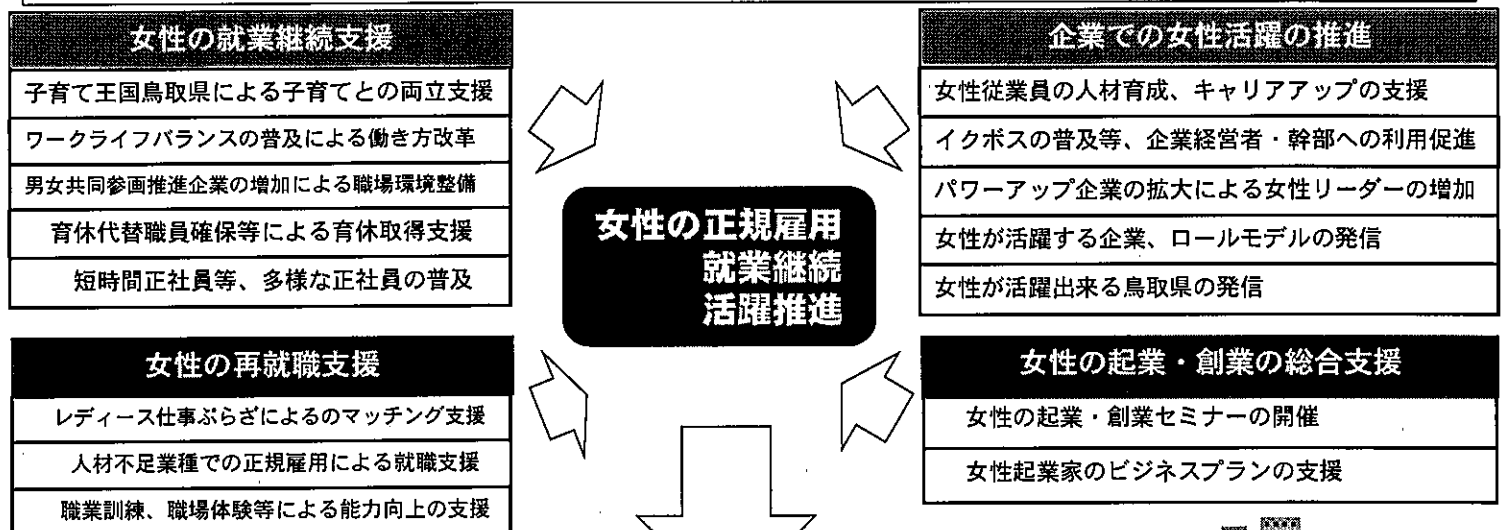 女性の就業継続支援
子育て王国鳥取県による子育てとの両立支援
ワークライフバランスの普及による働き方改革
男女共同参画推進企業の増加による職場環境整備
育休代替職員確保等による育休取得支援
短時間正社員等、多様な正社員の普及
企業での女性活躍の推進
女性従業員の人材育成、キャリアアップの支援
イクボスの普及等、企業経営者・幹部への利用促進
パワーアップ企業の拡大による女性リーダーの増加
女性が活躍する企業、ロールモデルの発信
女性が活躍出来る鳥取県の発信
女性の正規雇用
就業継続
活躍推進
女性の再就職支援
レディース仕事ぷらざによるのマッチング支援
人材不足業種での正規雇用による就職支援
職業訓練、職場体験等による能力向上の支援
女性の起業・創業の総合支援
女性の起業・創業セミナーの開催
女性起業家のビジネスプランの支援